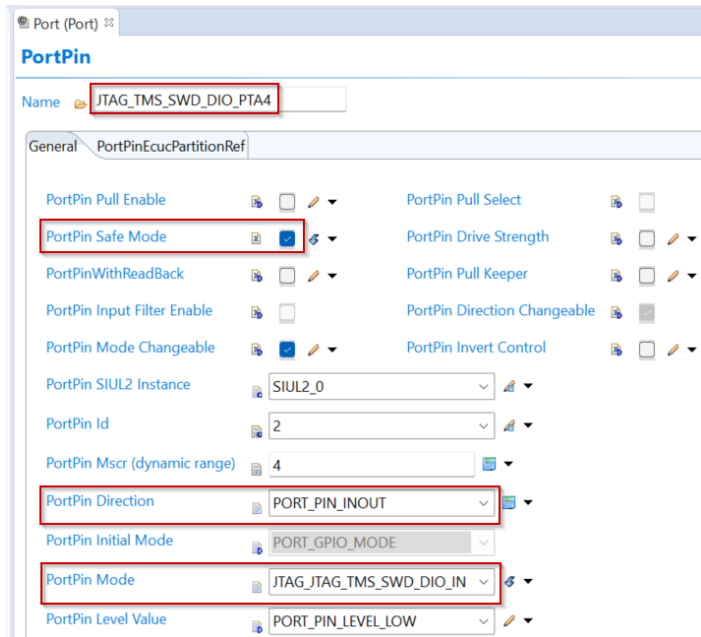 Port (Port)
PortPin
Name JTAG_TMS_SWD_DIO_PTA4
General PortPinEcucPartitionRef
PortPin Pull Enable PortPin Pull Select
PortPin Safe Mode PortPin Drive Strength
PortPinWithReadBack PortPin Pull Keeper
PortPin Input Filter Enable PortPin Direction Changeable
PortPin Mode Changeable PortPin Invert Control
PortPin SIUL2 Instance SIUL2_0
PortPin Id 2
PortPin Mscr (dynamic range) 4
PortPin Direction PORT_PIN_INOUT
PortPin Initial Mode PORT_GPIO_MODE
PortPin Mode JTAG_JTAG_TMS_SWD_DIO_IN
PortPin Level Value PORT_PIN_LEVEL_LOW